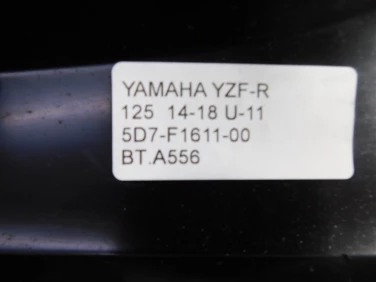 YAMAHA YZF-R
125 14-18 U-11
5D7-F1611-00
BT.A556